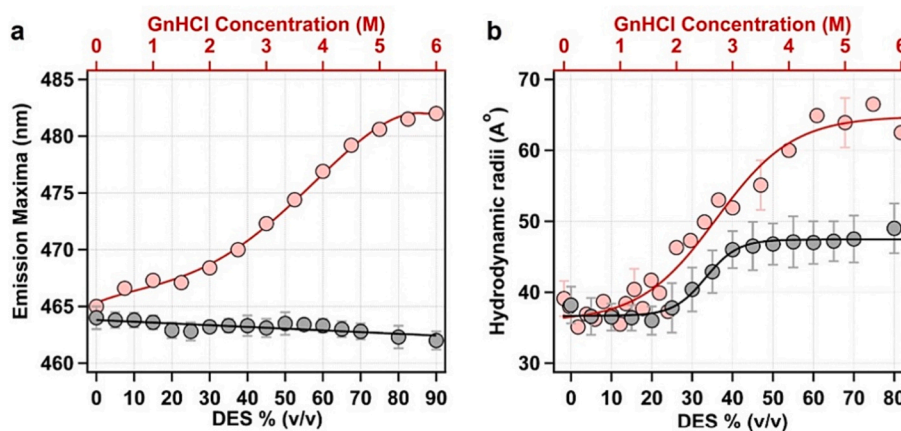 a
GnHCl Concentration (M)
0 1 2 3 4 5 6
Emission Maxima (nm)
485
480
475
470
465
460
0 10 20 30 40 50 60 70 80 90
DES % (v/v)
b
GnHCl Concentration (M)
0 1 2 3 4 5 6
Hydrodynamic radii (A°)
70
60
50
40
30
0 10 20 30 40 50 60 70 80
DES % (v/v)